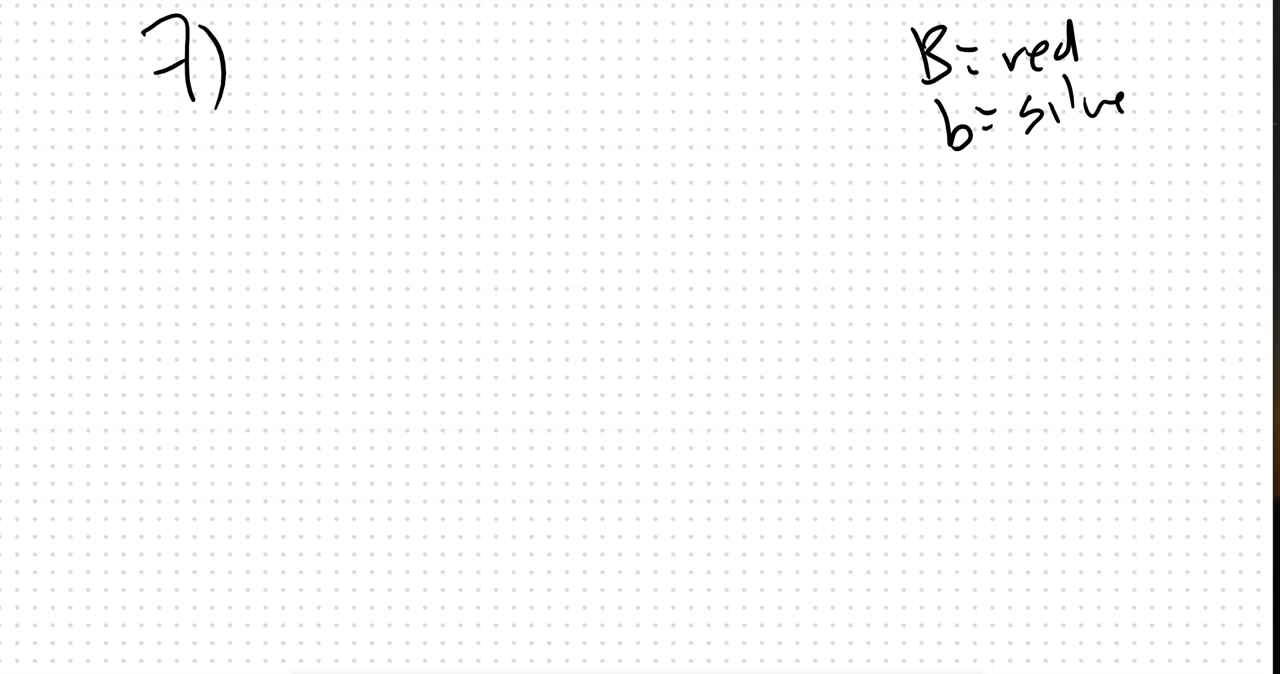 7)
B = red
b = silve